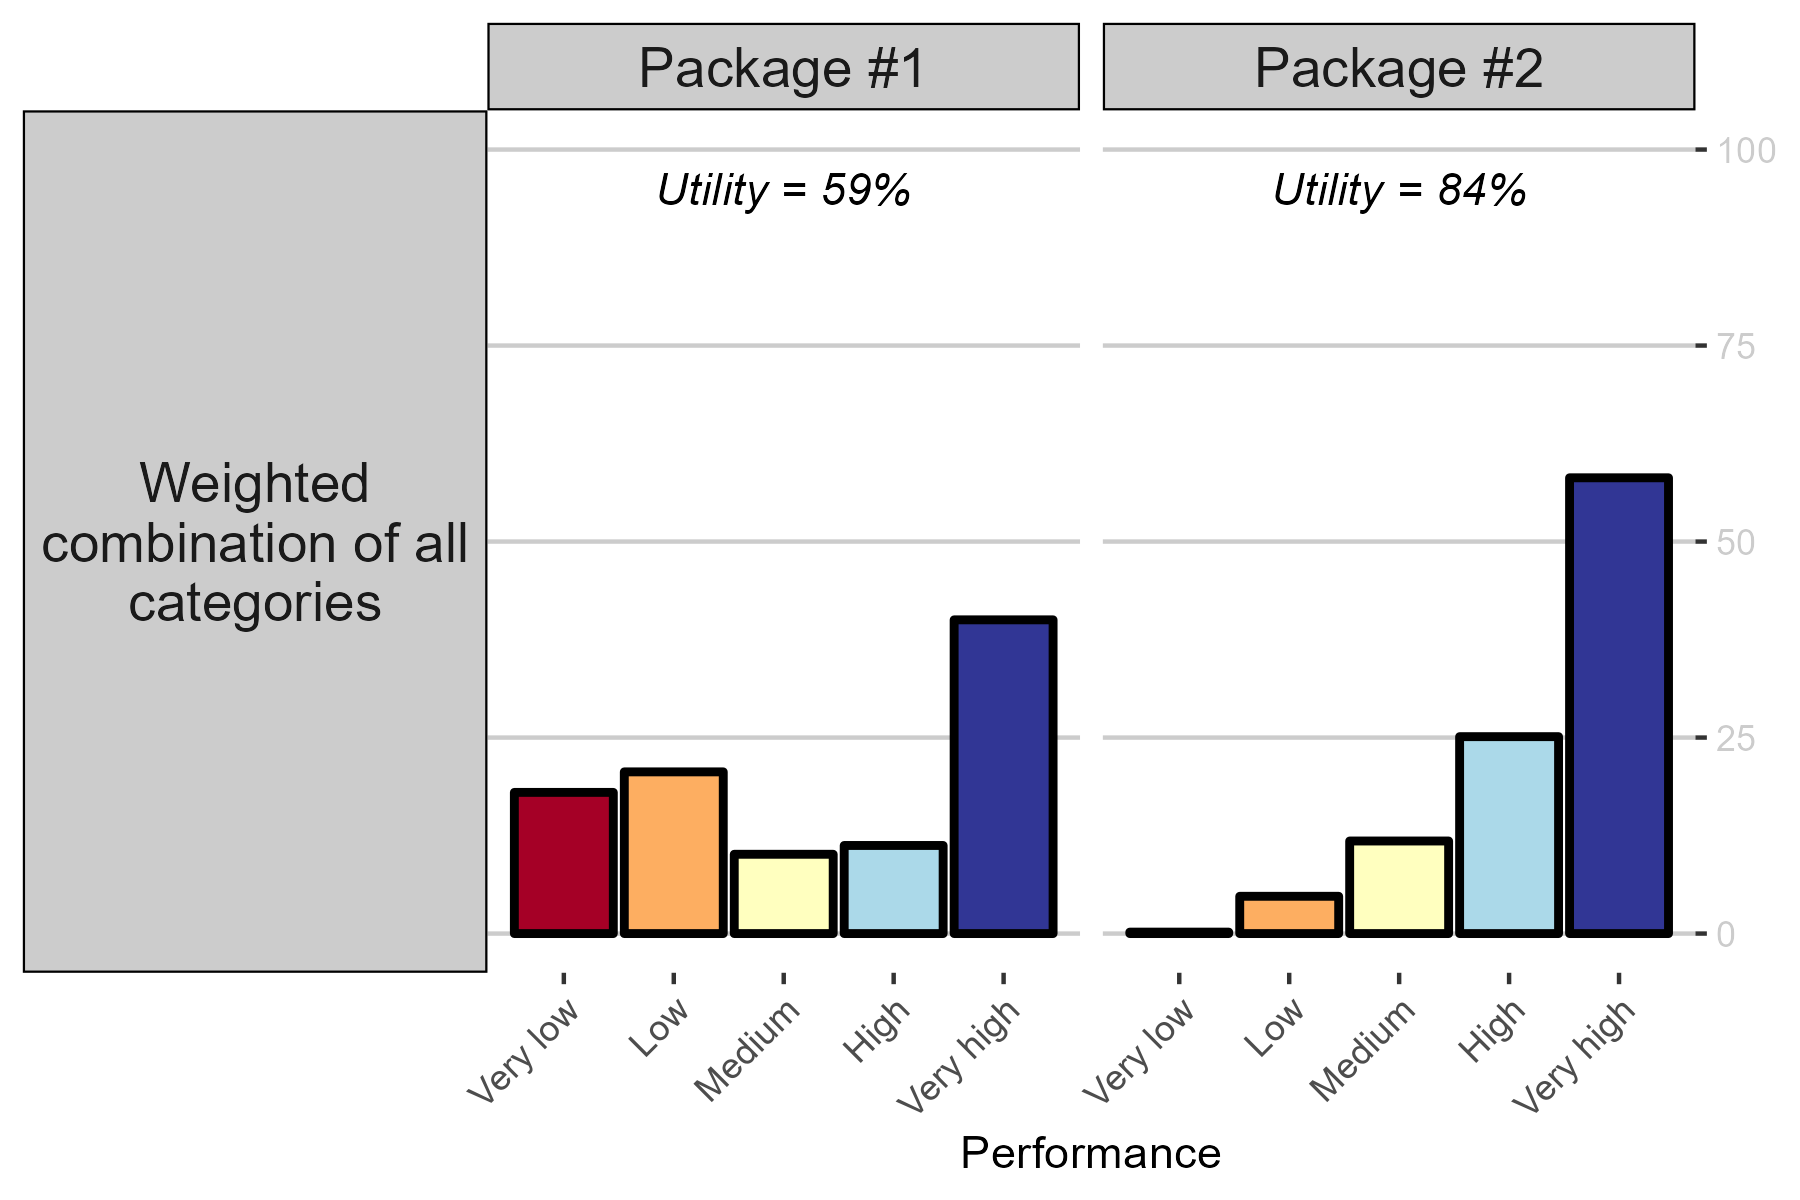 Package #1
Package #2
Utility = 59%
Utility = 84%
Weighted
combination of all
categories
100
75
50
25
0
Very low
Low
Medium
High
Very high
Very low
Low
Medium
High
Very high
Performance